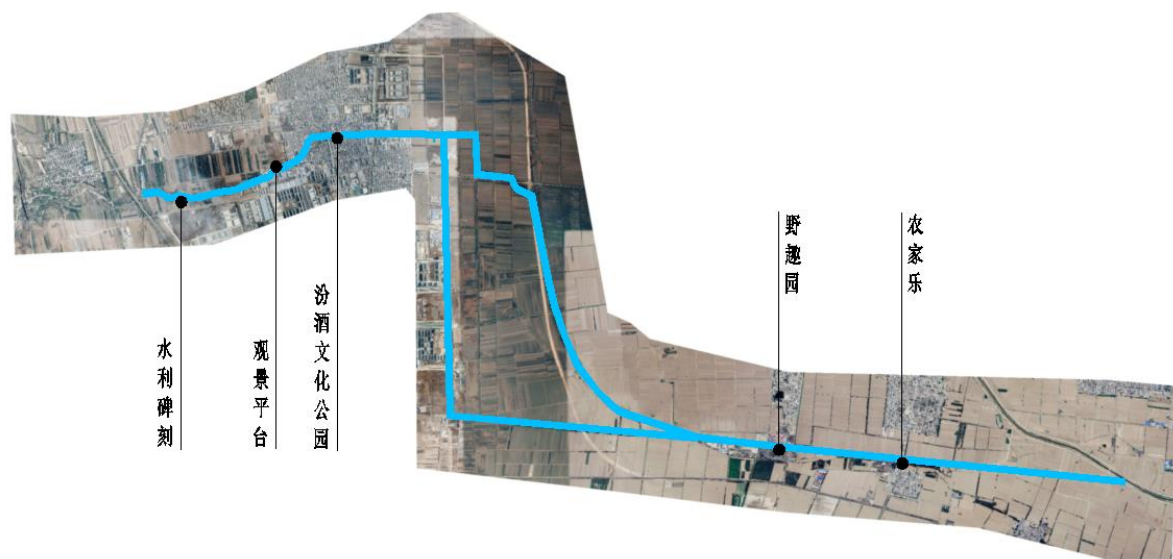 水利碑刻
观景平台
汾酒文化公园
野趣园
农家乐